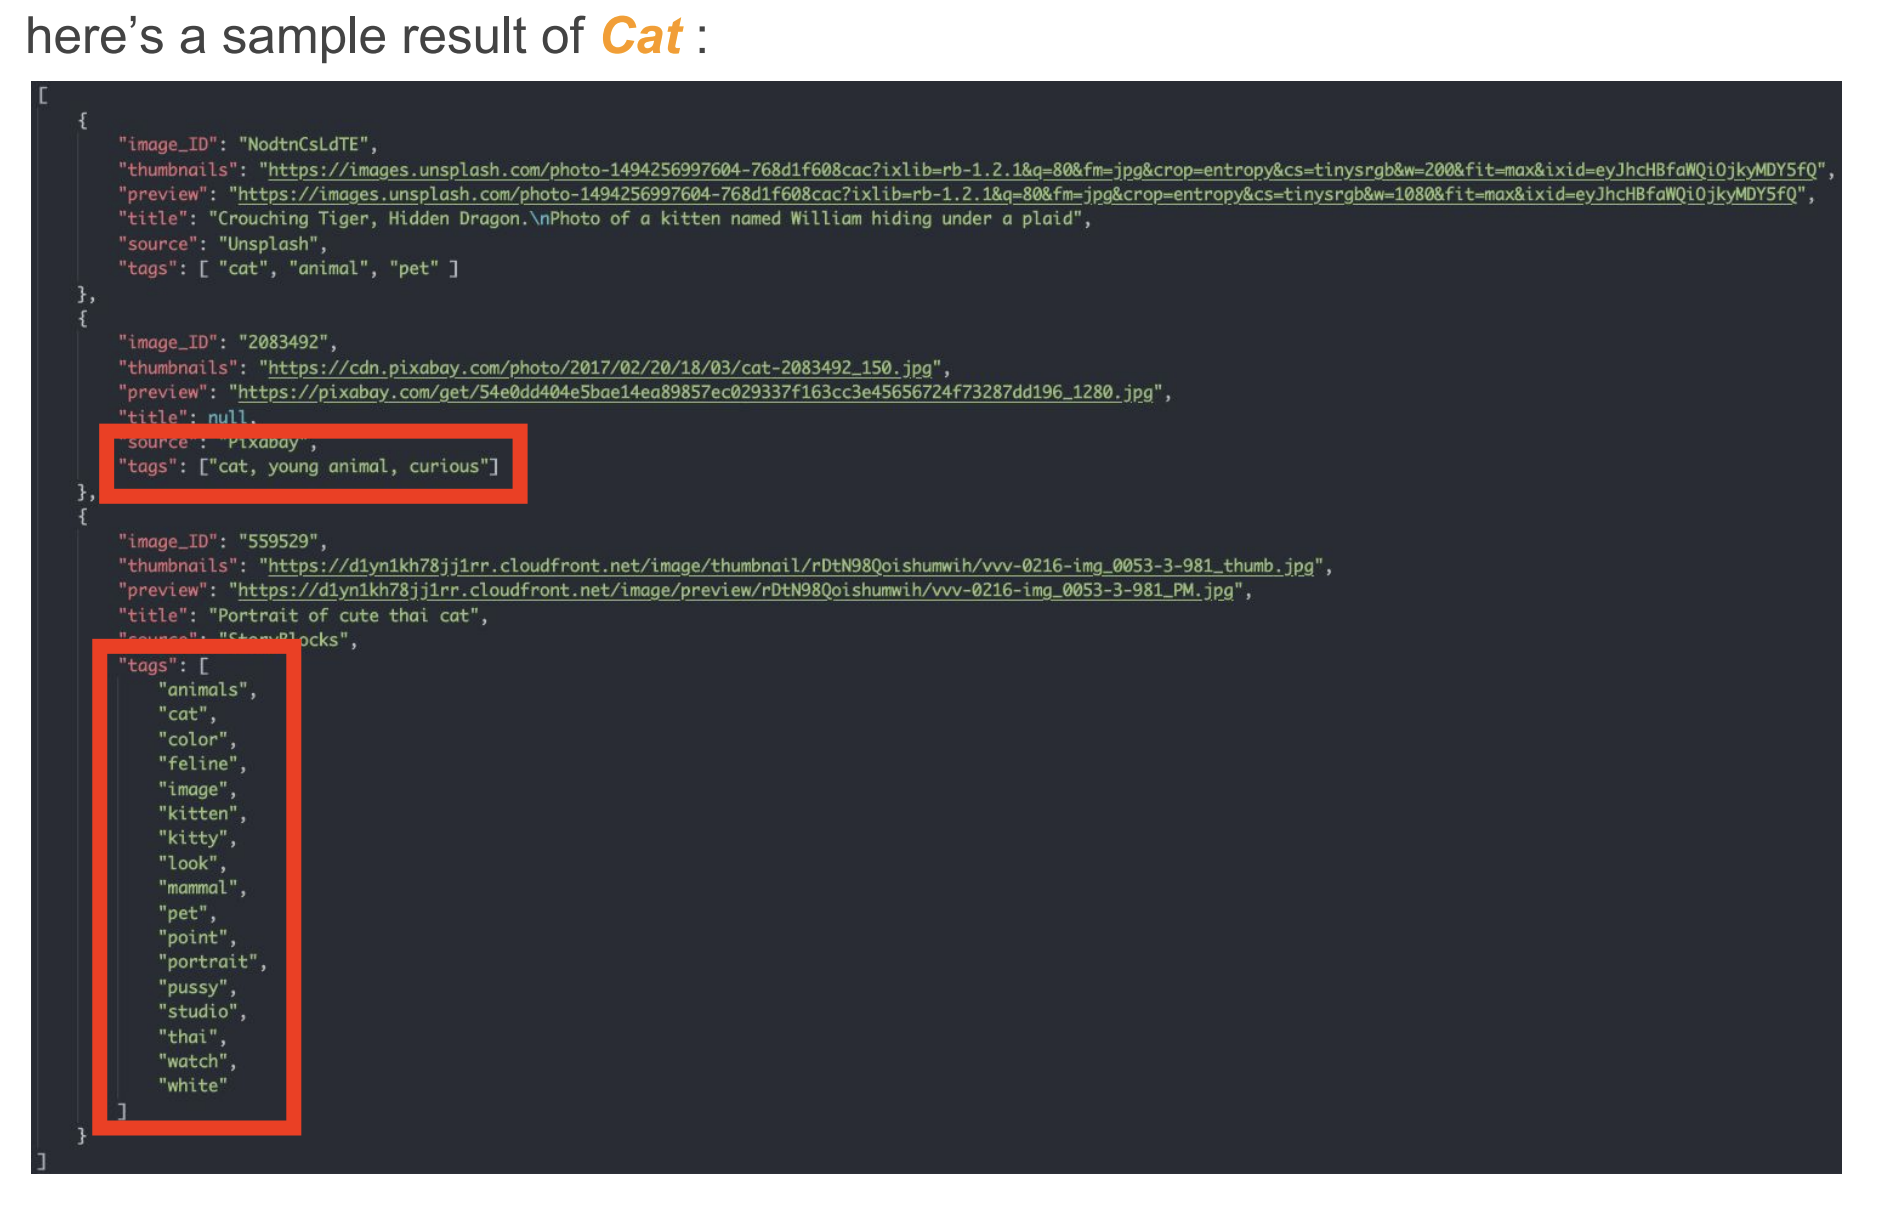 here’s a sample result of Cat :
[
{
"image_ID": "NodtnCsLdTE",
"thumbnails": "https://images.unsplash.com/photo-1494256997604-768d1f608cac?ixlib=rb-1.2.1&q=80&fm=jpg&crop=entropy&cs=tinysrgb&w=200&fit=max&ixid=eyJhcHBfaWQiOjkyMDY5fQ",
"preview": "https://images.unsplash.com/photo-1494256997604-768d1f608cac?ixlib=rb-1.2.1&q=80&fm=jpg&crop=entropy&cs=tinysrgb&w=1080&fit=max&ixid=eyJhcHBfaWQiOjkyMDY5fQ",
"title": "Crouching Tiger, Hidden Dragon.\nPhoto of a kitten named William hiding under a plaid",
"source": "Unsplash",
"tags": [ "cat", "animal", "pet" ]
},
{
"image_ID": "2083492",
"thumbnails": "https://cdn.pixabay.com/photo/2017/02/20/18/03/cat-2083492_150.jpg",
"preview": "https://pixabay.com/get/54e0dd404e5bae14ea89857ec029337f163cc3e45656724f73287dd196_1280.jpg",
"title": null,
"source": "Pixabay",
"tags": ["cat, young animal, curious"]
},
{
"image_ID": "559529",
"thumbnails": "https://d1yn1kh78jj1rr.cloudfront.net/image/thumbnail/rDtN98Qoishumwih/vvv-0216-img_0053-3-981_thumb.jpg",
"preview": "https://d1yn1kh78jj1rr.cloudfront.net/image/preview/rDtN98Qoishumwih/vvv-0216-img_0053-3-981_PM.jpg",
"title": "Portrait of cute thai cat",
"source": "StoryBlocks",
"tags": [
"animals",
"cat",
"color",
"feline",
"image",
"kitten",
"kitty",
"look",
"mammal",
"pet",
"point",
"portrait",
"pussy",
"studio",
"thai",
"watch",
"white"
]
}
]